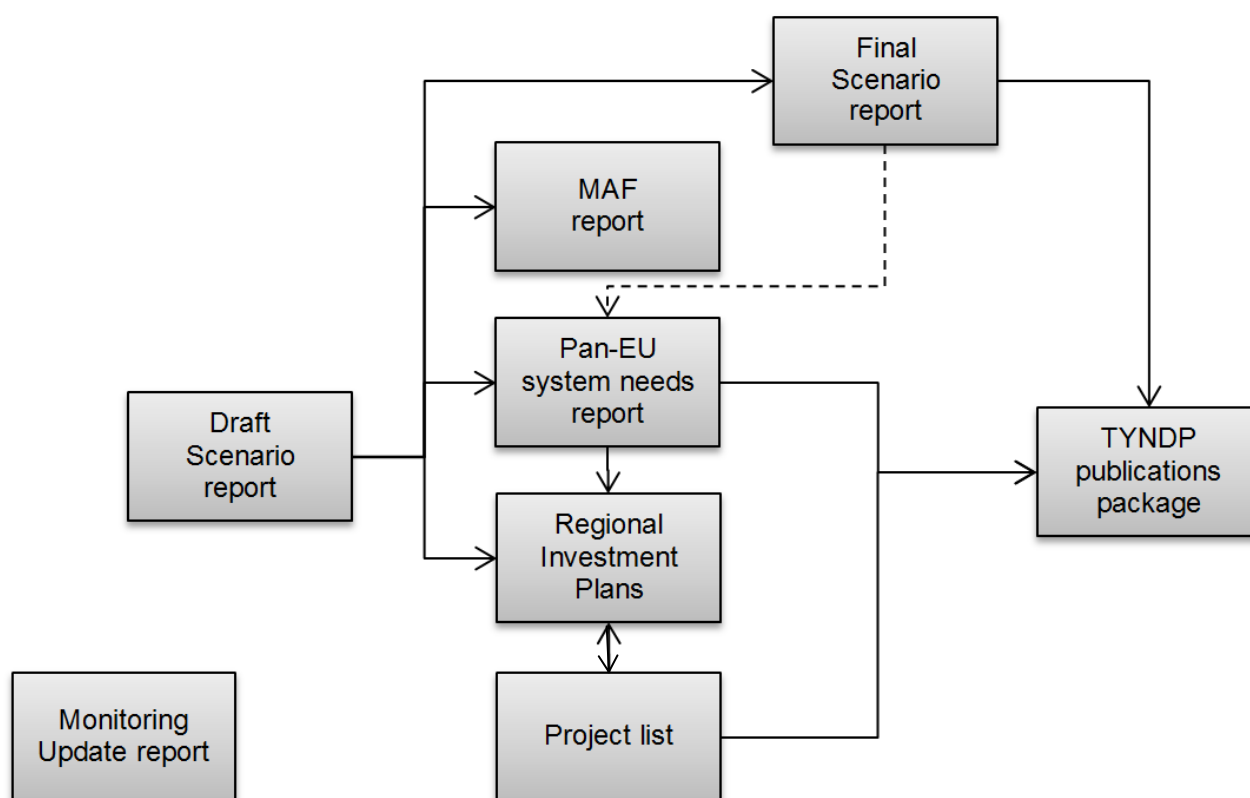 Final
Scenario
report
MAF
report
Pan-EU
system needs
report
Draft
Scenario
report
TYNDP
publications
package
Regional
Investment
Plans
Monitoring
Update report
Project list